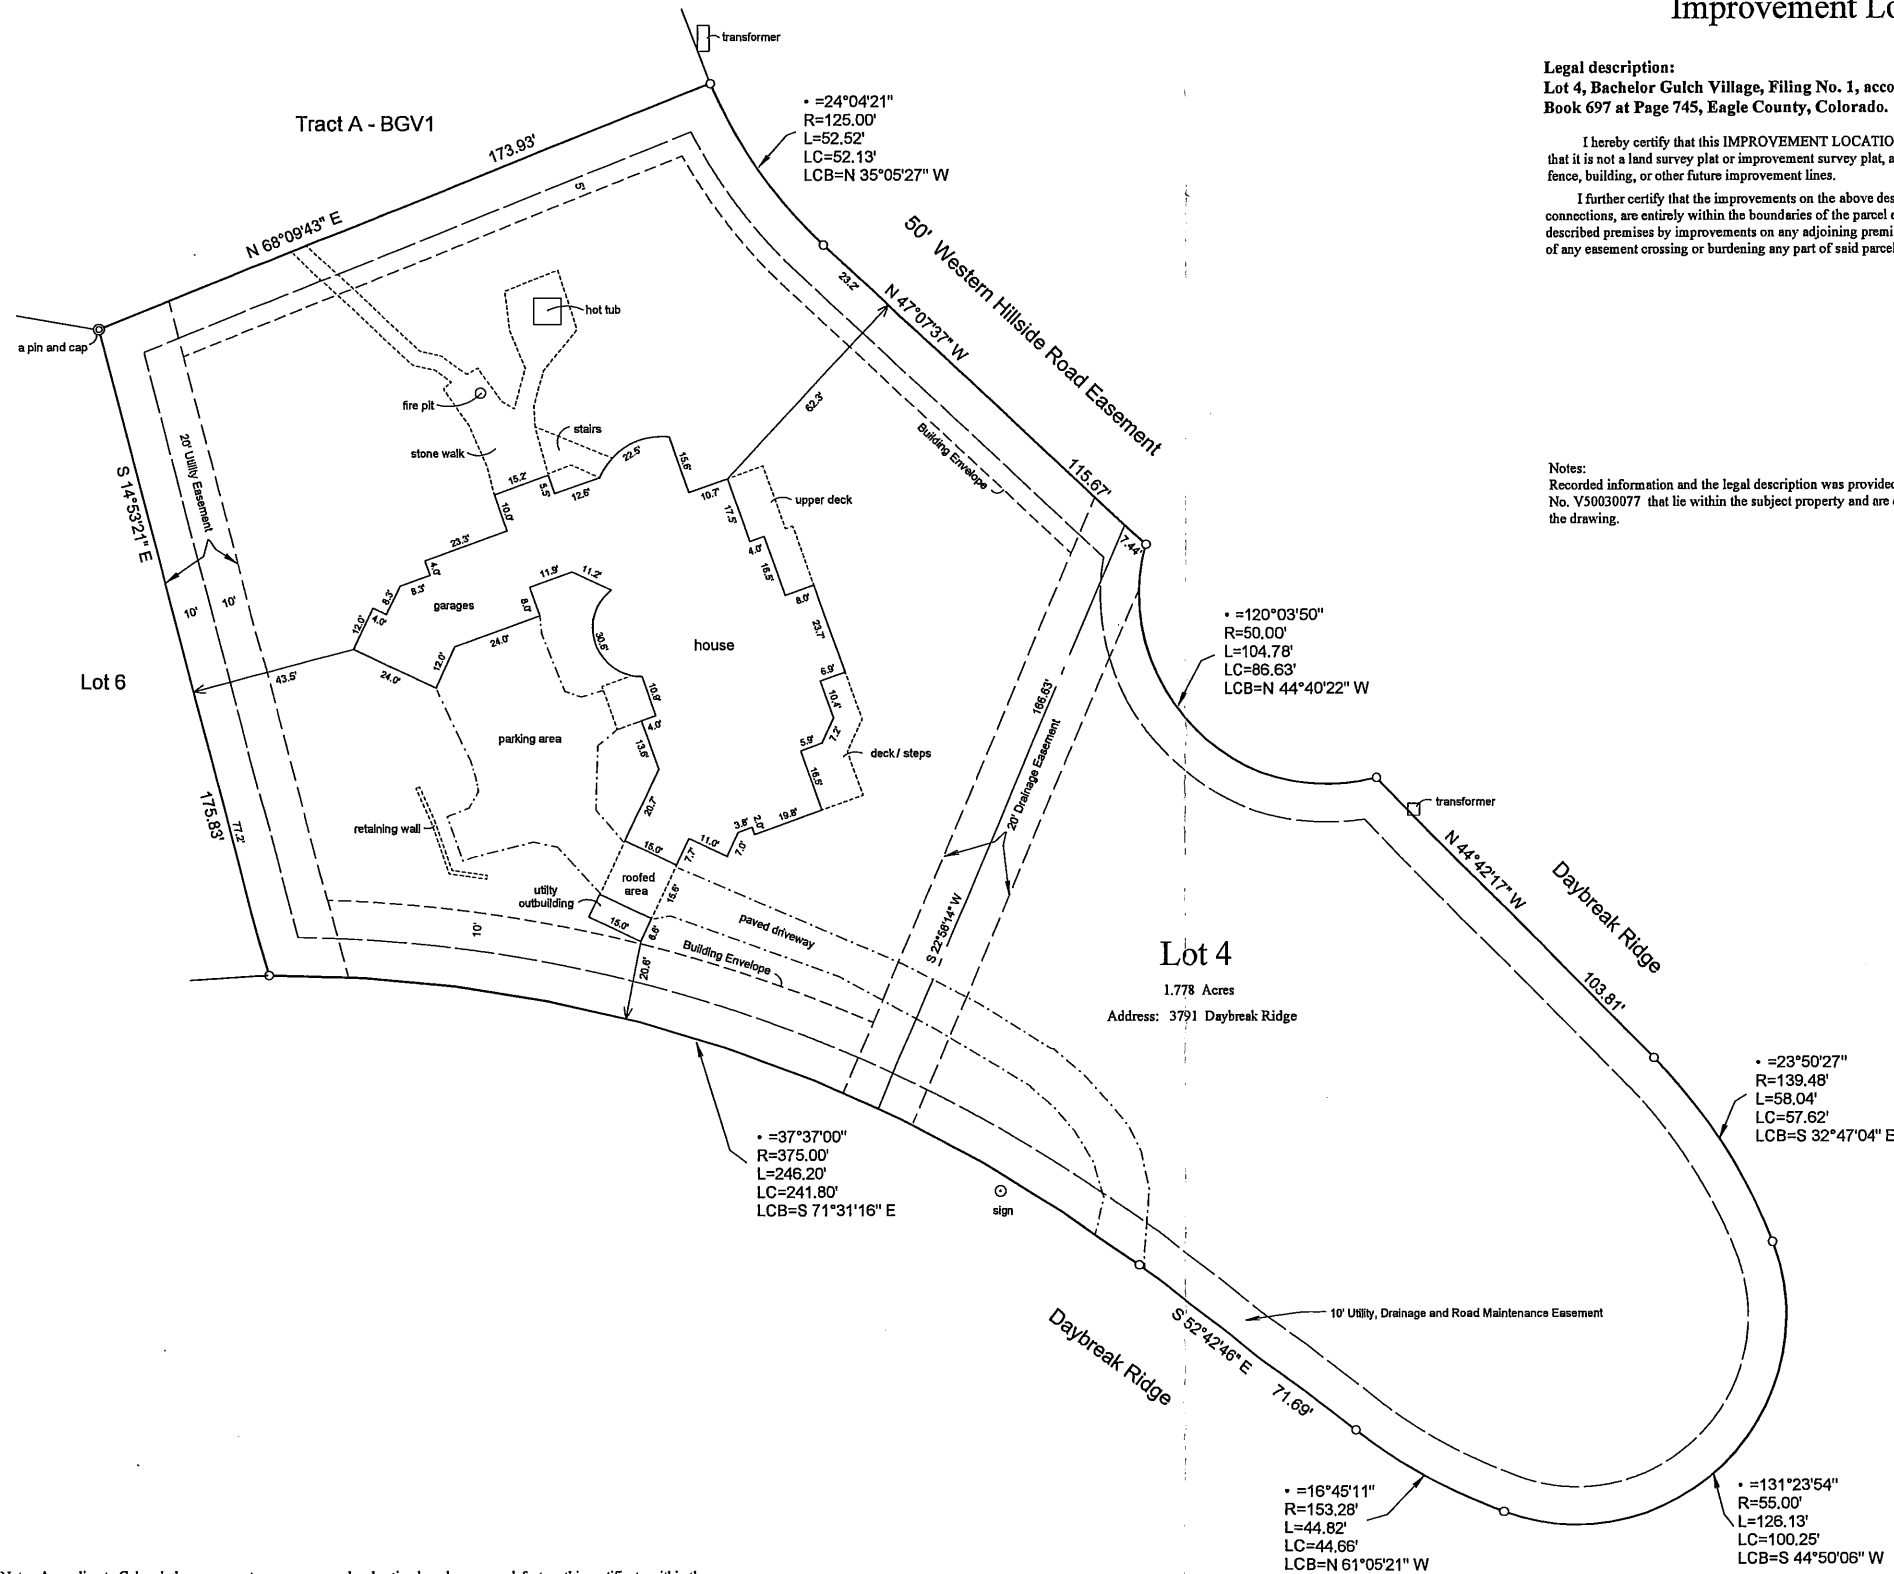 Improvement Lo
Legal description:
Lot 4, Bachelor Gulch Village, Filing No. 1, acco
Book 697 at Page 745, Eagle County, Colorado.
I hereby certify that this IMPROVEMENT LOCATIO
that it is not a land survey plat or improvement survey plat, a
fence, building, or other future improvement lines.
I further certify that the improvements on the above des
connections, are entirely within the boundaries of the parcel e
described premises by improvements on any adjoining premi
of any easement crossing or burdening any part of said parcel
Notes:
Recorded information and the legal description was provided
No. V50030077 that lie within the subject property and are
the drawing.
transformer
Tract A - BGV1
173.93'
N 68°09'43" E
5'
• =24°04'21"
R=125.00'
L=52.52'
LC=52.13'
LCB=N 35°05'27" W
50' Western Hillside Road Easement
23.2'
N 47°07'37" W
115.67'
7.44'
62.3'
Building Envelope
a pin and cap
hot tub
fire pit
stairs
stone walk
20' Utility Easement
S 14°53'21" E
10'
10'
Lot 6
43.5'
175.83'
77.2'
15.2'
5.5'
12.6'
22.5'
15.6'
10.7'
10.0'
17.5'
upper deck
4.0'
16.5'
8.0'
23.3'
4.0'
8.3'
8.3'
4.0'
12.0'
garages
11.9'
11.2'
8.0'
24.0'
12.0'
24.0'
30.6'
house
23.7'
6.9'
10.4'
7.2'
5.9'
16.5'
deck / steps
10.9'
4.0'
13.6'
20.7'
parking area
retaining wall
19.8'
2.0'
3.8'
7.0'
11.0'
7.7'
15.0'
roofed
area
15.6'
utilty
outbuilding
15.0'
6.6'
20.6'
10'
paved driveway
Building Envelope
166.63'
20' Drainage Easement
S 22°58'14" W
• =120°03'50"
R=50.00'
L=104.78'
LC=86.63'
LCB=N 44°40'22" W
transformer
N 44°42'17" W
103.81'
Daybreak Ridge
Lot 4
1.778 Acres
Address: 3791 Daybreak Ridge
• =23°50'27"
R=139.48'
L=58.04'
LC=57.62'
LCB=S 32°47'04" E
• =37°37'00"
R=375.00'
L=246.20'
LC=241.80'
LCB=S 71°31'16" E
sign
10' Utility, Drainage and Road Maintenance Easement
S 52°42'46" E
71.69'
Daybreak Ridge
• =16°45'11"
R=153.28'
L=44.82'
LC=44.66'
LCB=N 61°05'21" W
• =131°23'54"
R=55.00'
L=126.13'
LC=100.25'
LCB=S 44°50'06" W